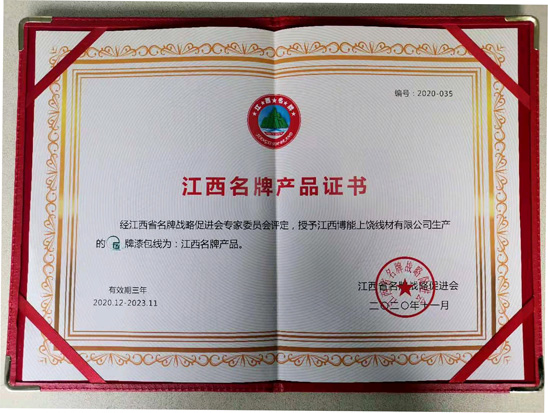 编号：2020-035
江西名牌
江西名牌产品证书
经江西省名牌战略促进会专家委员会评定，授予江西博能上饶线材有限公司生产
的 牌漆包线为：江西名牌产品。
有效期三年
2020.12-2023.11
江西省名牌战略促进会
二〇二〇年十一月